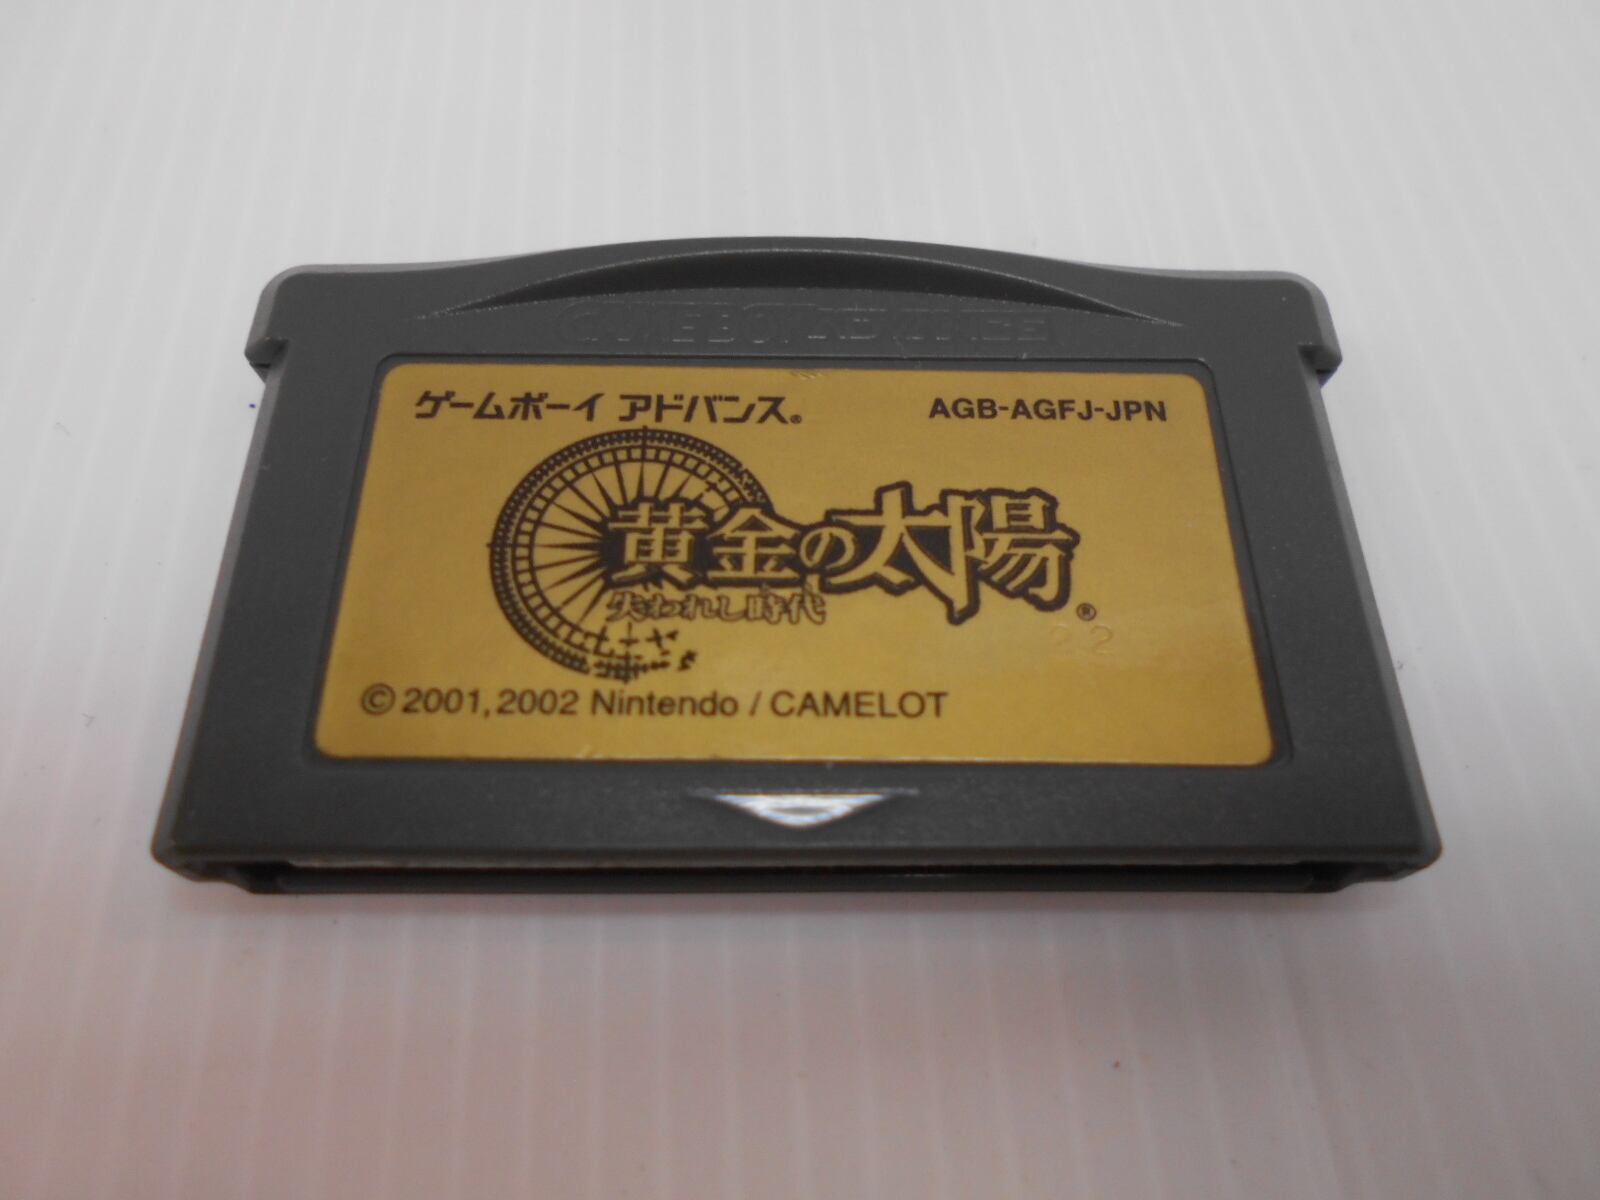 GAME BOY ADVANCE
ゲームボーイ アドバンス®
AGB-AGFJ-JPN
黄金の太陽
失われし時代
®
22
© 2001,2002 Nintendo / CAMELOT